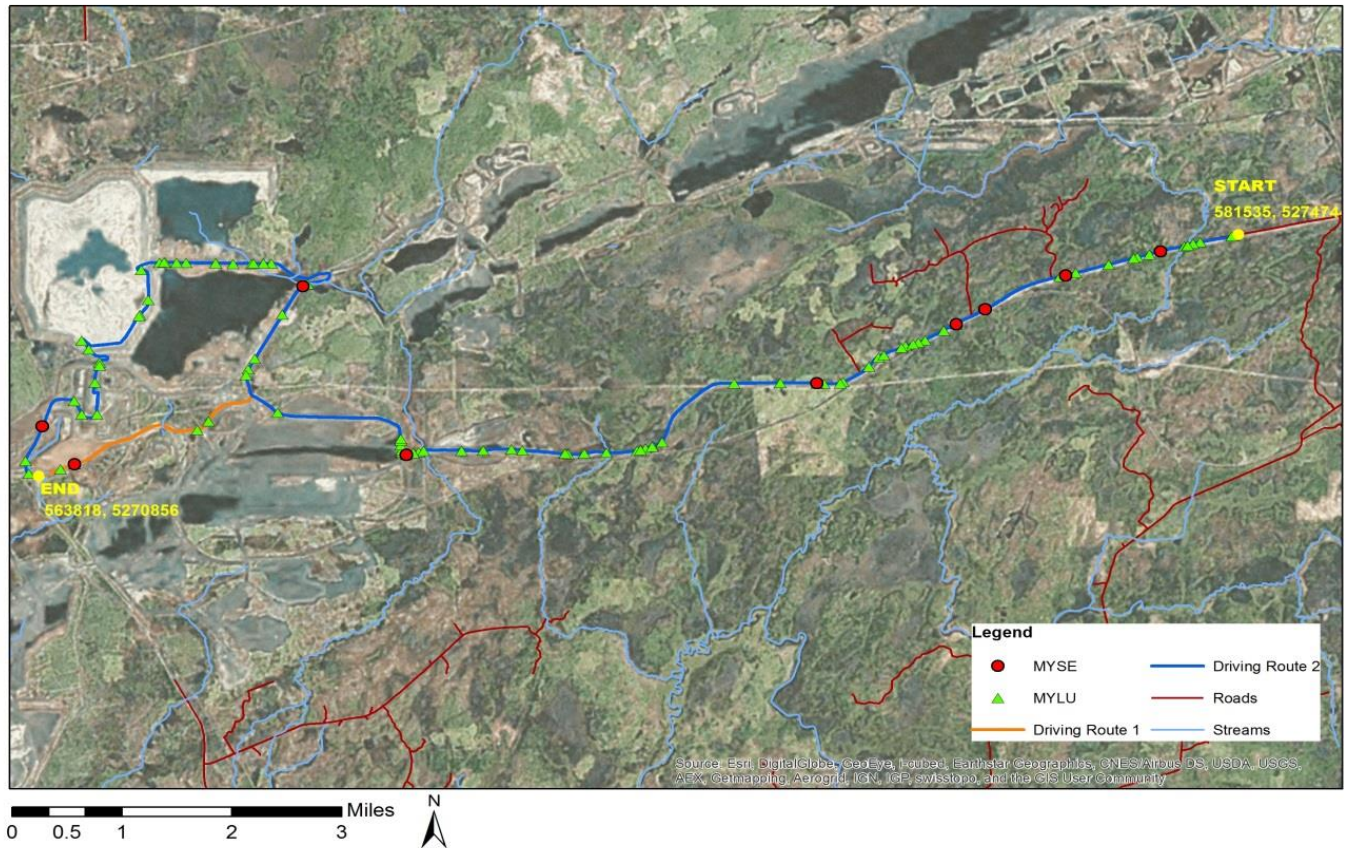 START
581535, 527474
END
563818, 5270856
Legend
MYSE
Driving Route 2
MYLU
Roads
Driving Route 1
Streams
Source: Esri, DigitalGlobe, GeoEye, i-cubed, Earthstar Geographics, CNES/Airbus DS, USDA, USGS,
AEX, Getmapping, Aerogrid, IGN, IGP, swisstopo, and the GIS User Community
Miles
0 0.5 1 2 3
N